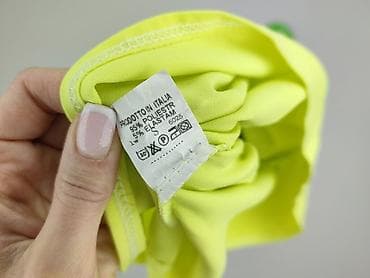 PRODOTTO IN ITALIA
95% POLIESTR
5% ELASTAM
S